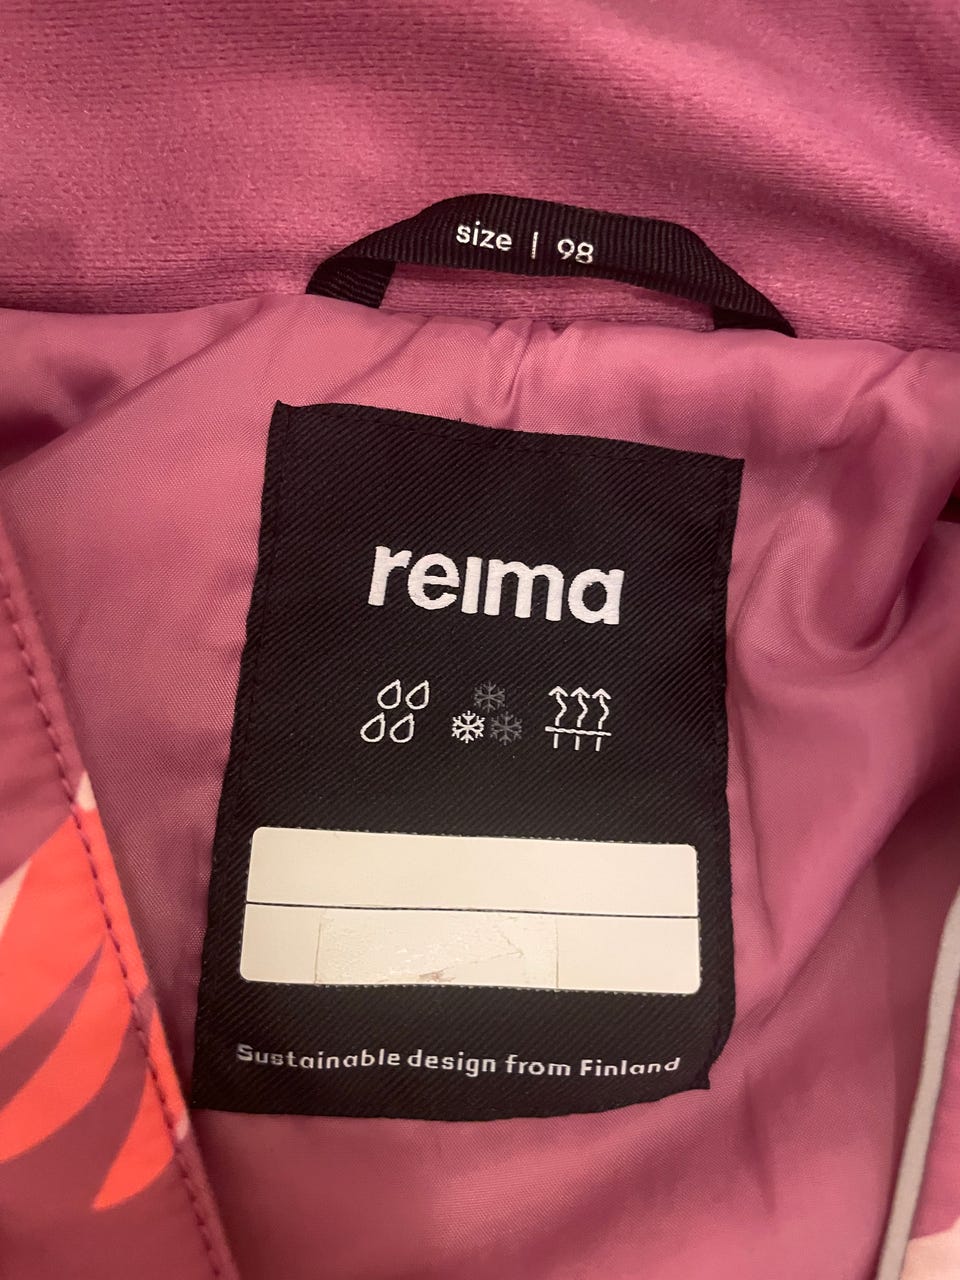 size | 98
reima
Sustainable design from Finland